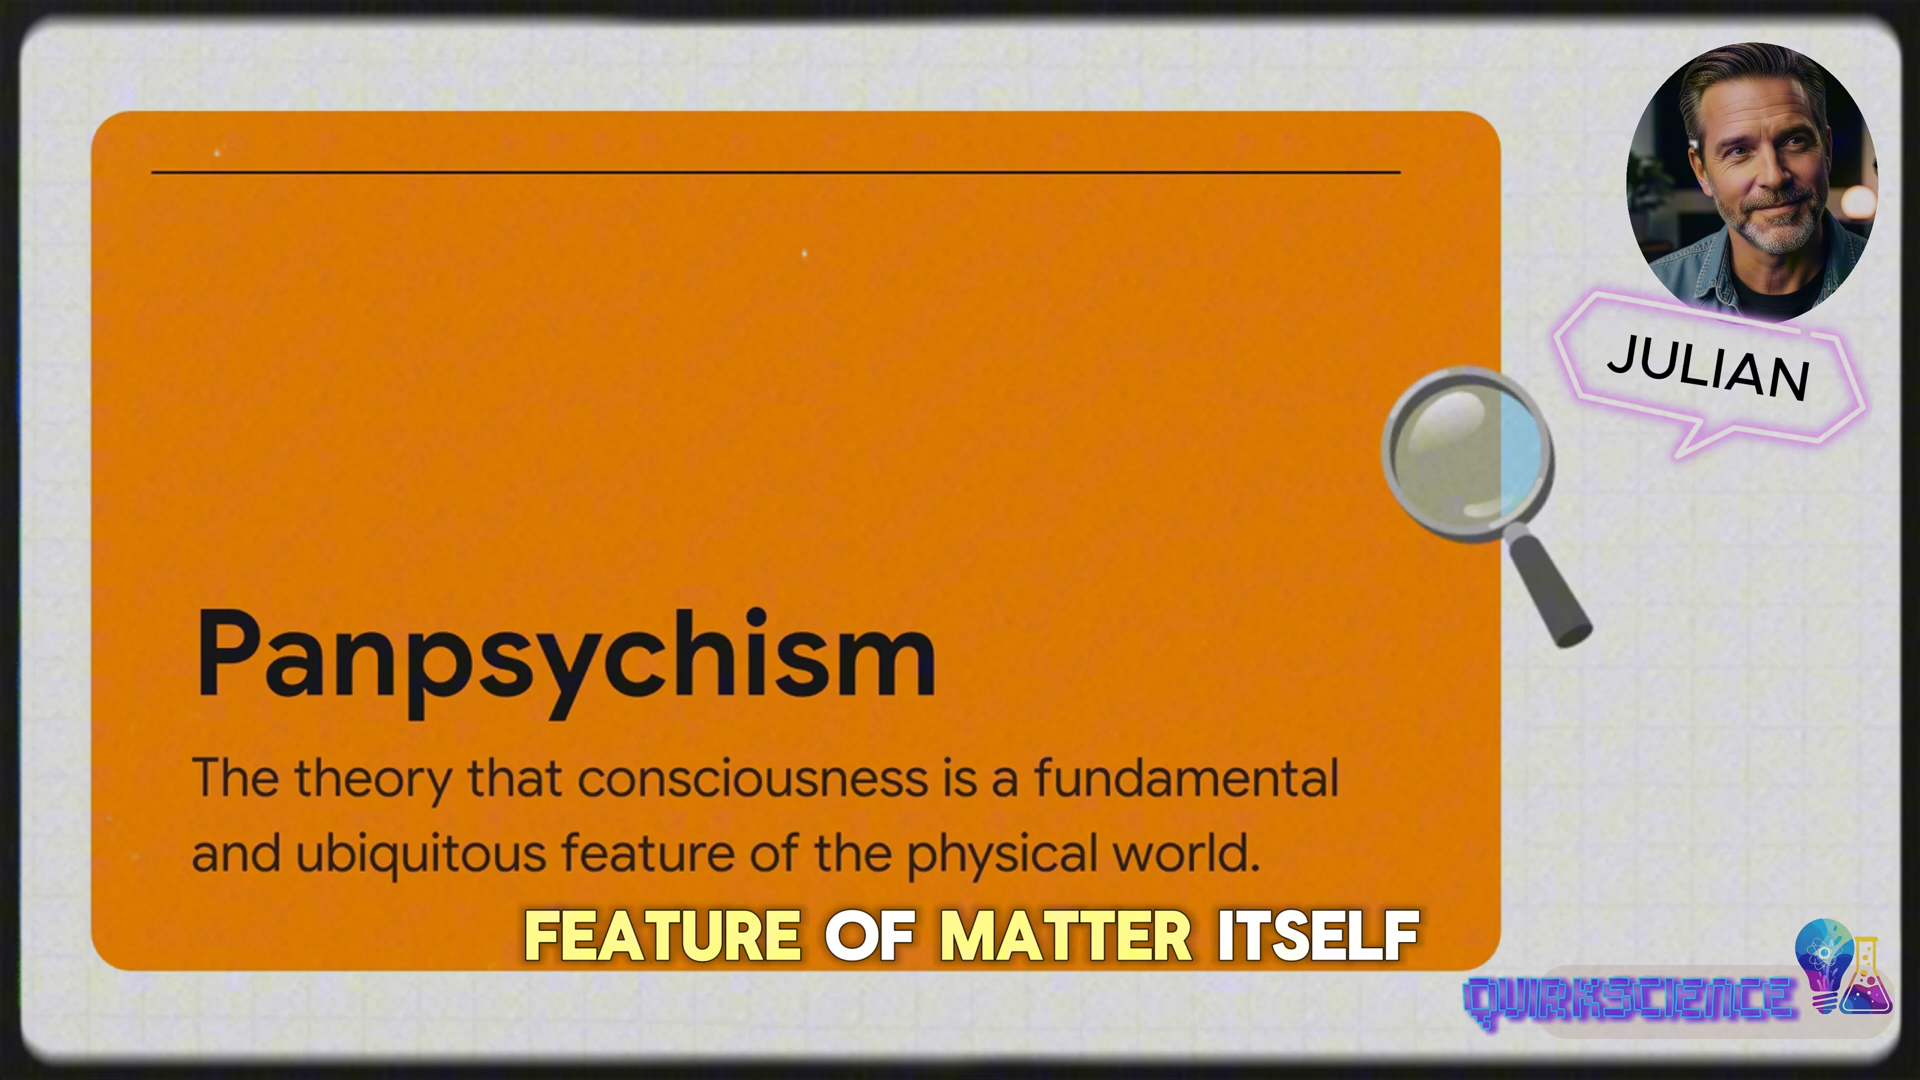 JULIAN
Panpsychism
The theory that consciousness is a fundamental
and ubiquitous feature of the physical world.
FEATURE OF MATTER ITSELF
QUIRKSCIENCE